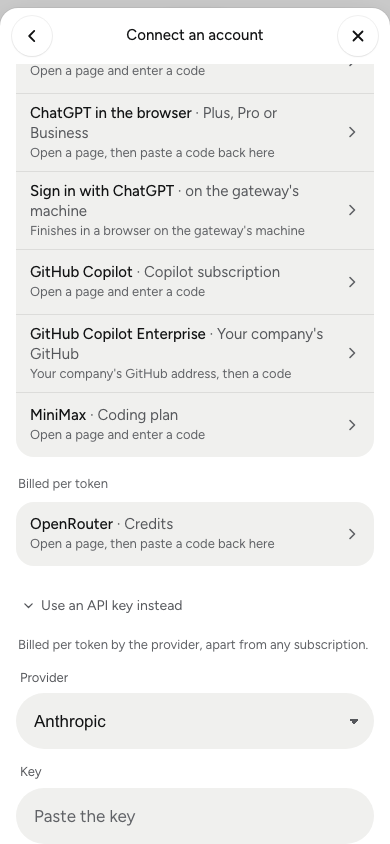 Connect an account
Open a page and enter a code
ChatGPT in the browser · Plus, Pro or
Business
Open a page, then paste a code back here
Sign in with ChatGPT · on the gateway's
machine
Finishes in a browser on the gateway's machine
GitHub Copilot · Copilot subscription
Open a page and enter a code
GitHub Copilot Enterprise · Your company's
GitHub
Your company's GitHub address, then a code
MiniMax · Coding plan
Open a page and enter a code
Billed per token
OpenRouter · Credits
Open a page, then paste a code back here
Use an API key instead
Billed per token by the provider, apart from any subscription.
Provider
Anthropic
Key
Paste the key